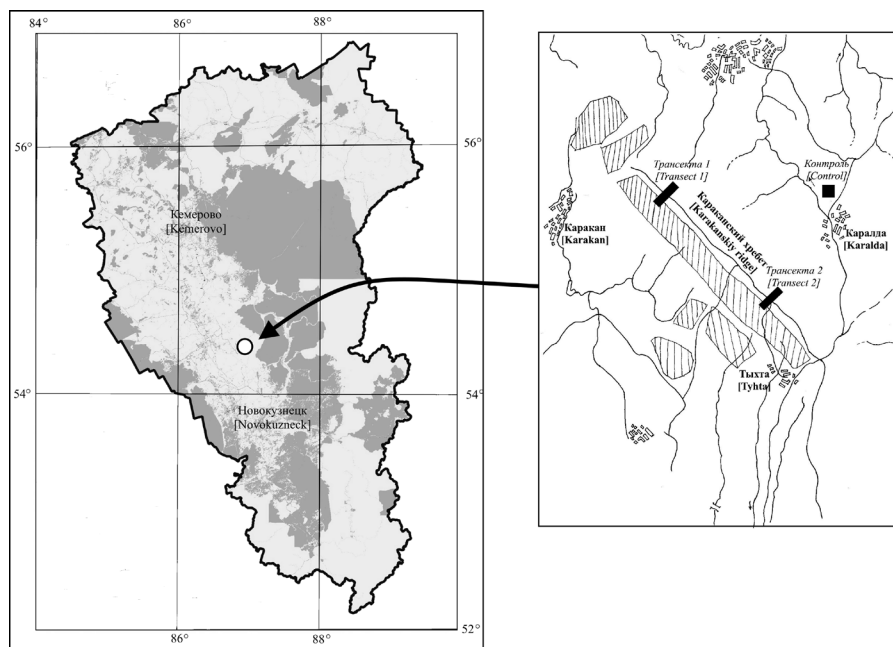 84°
86°
88°
56°
56°
Кемерово
[Kemerovo]
54°
54°
Новокузнецк
[Novokuzneck]
52°
86°
88°
Трансекта 1
[Transect 1]
Контроль
[Control]
Каракан
[Karakan]
Караканский хребет
[Karakanskiy ridge]
Каралда
[Karalda]
Трансекта 2
[Transect 2]
Тыхта
[Tyhta]